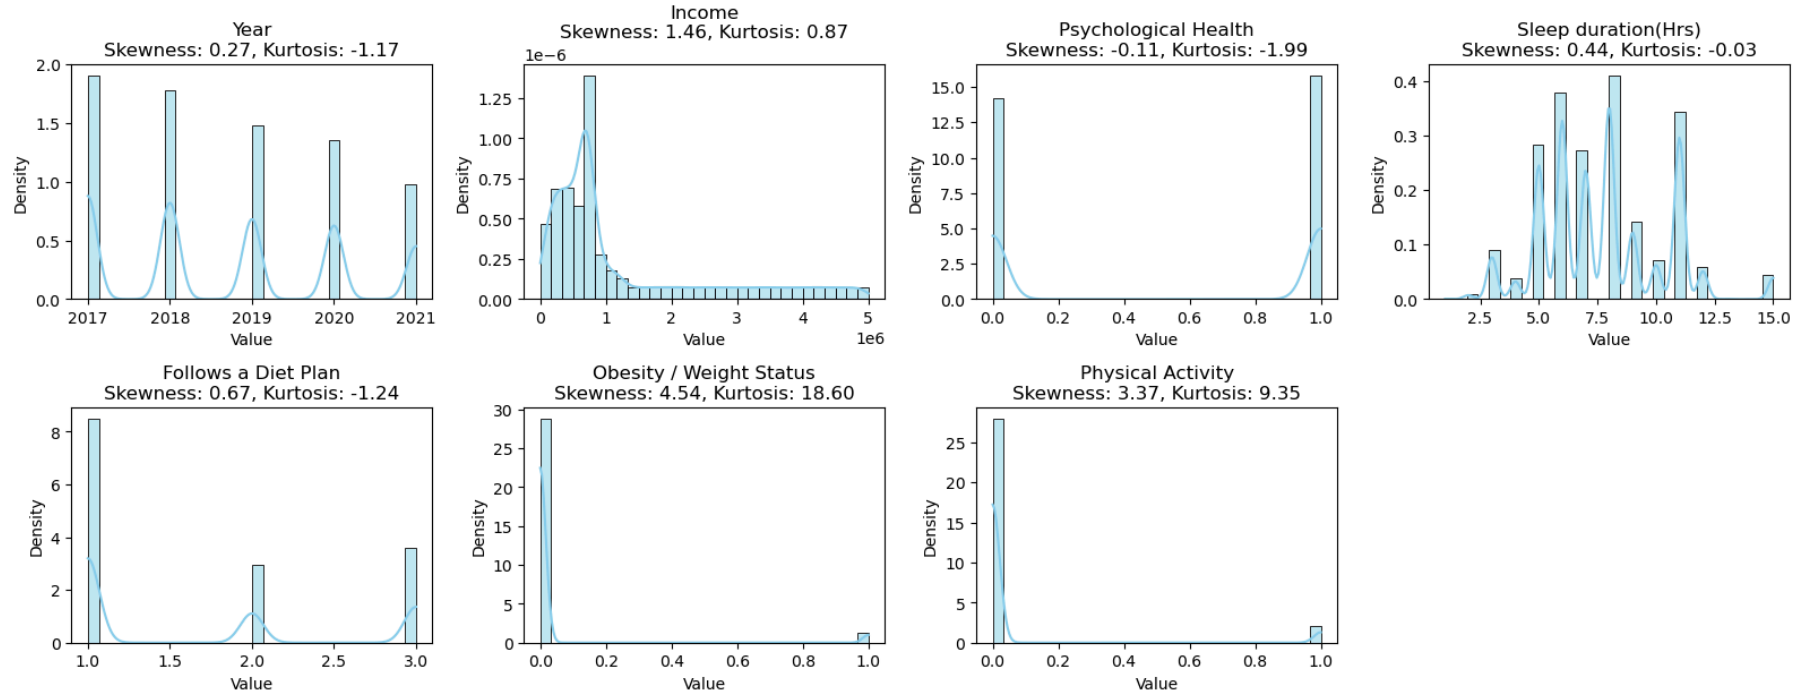 Year
Skewness: 0.27, Kurtosis: -1.17
2.0
1.5
1.0
0.5
0.0
Density
2017 2018 2019 2020 2021
Value
Income
Skewness: 1.46, Kurtosis: 0.87
1e−6
1.25
1.00
0.75
0.50
0.25
0.00
Density
0 1 2 3 4 5
1e6
Value
Psychological Health
Skewness: -0.11, Kurtosis: -1.99
15.0
12.5
10.0
7.5
5.0
2.5
0.0
Density
0.0 0.2 0.4 0.6 0.8 1.0
Value
Sleep duration(Hrs)
Skewness: 0.44, Kurtosis: -0.03
0.4
0.3
0.2
0.1
0.0
Density
2.5 5.0 7.5 10.0 12.5 15.0
Value
Follows a Diet Plan
Skewness: 0.67, Kurtosis: -1.24
8
6
4
2
0
Density
1.0 1.5 2.0 2.5 3.0
Value
Obesity / Weight Status
Skewness: 4.54, Kurtosis: 18.60
30
25
20
15
10
5
0
Density
0.0 0.2 0.4 0.6 0.8 1.0
Value
Physical Activity
Skewness: 3.37, Kurtosis: 9.35
25
20
15
10
5
0
Density
0.0 0.2 0.4 0.6 0.8 1.0
Value